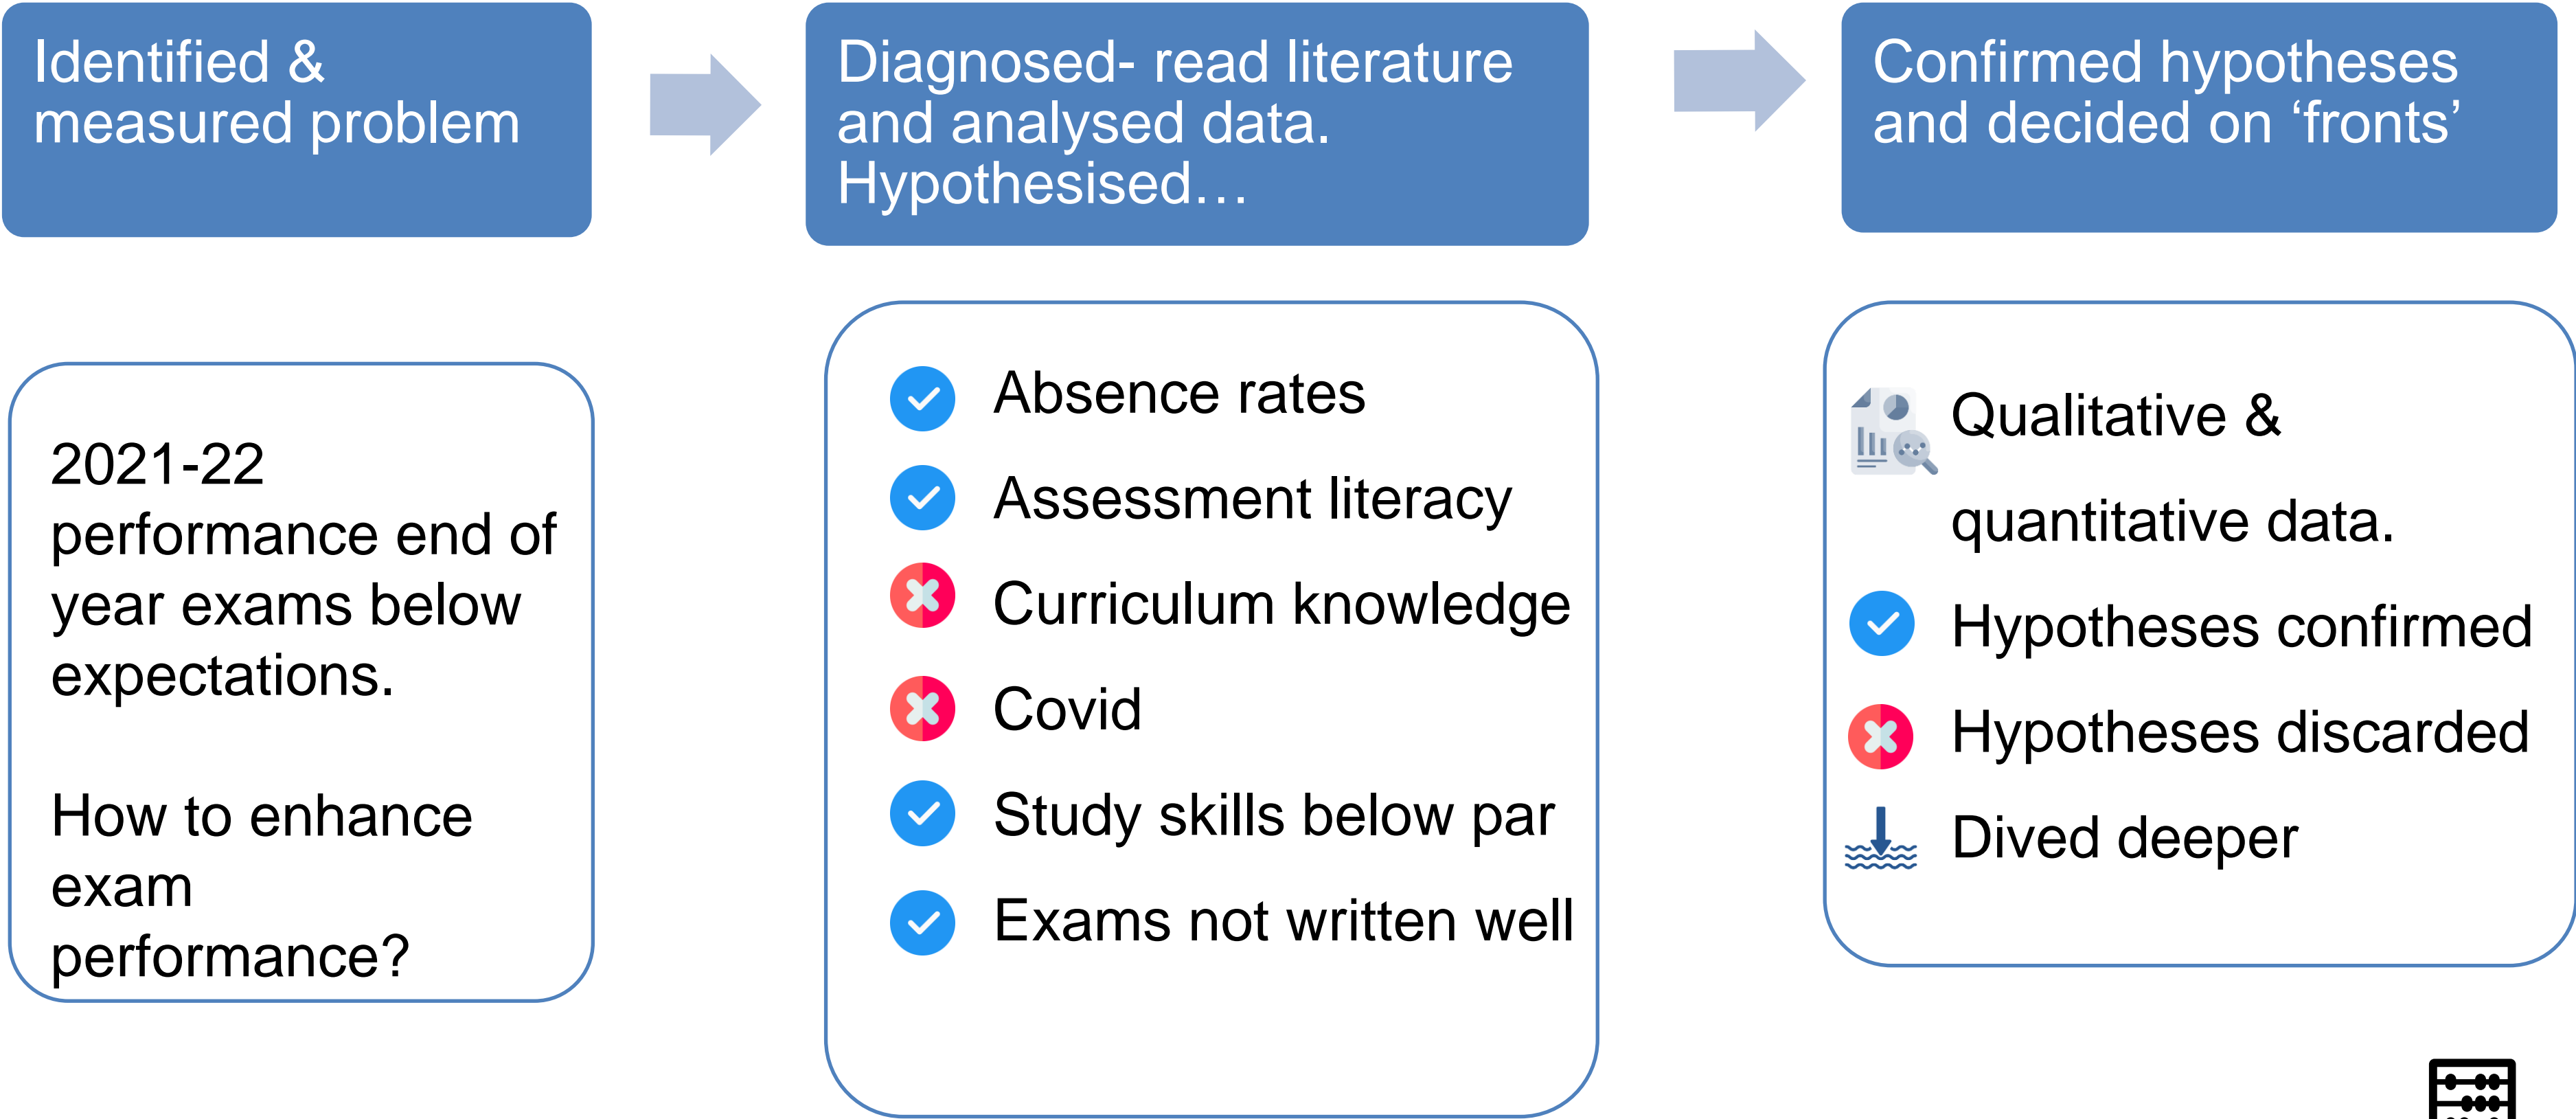 Identified &
measured problem
Diagnosed- read literature
and analysed data.
Hypothesised…
Confirmed hypotheses
and decided on ‘fronts’
2021-22
performance end of
year exams below
expectations.
How to enhance
exam
performance?
Absence rates
Assessment literacy
Curriculum knowledge
Covid
Study skills below par
Exams not written well
Qualitative &
quantitative data.
Hypotheses confirmed
Hypotheses discarded
Dived deeper